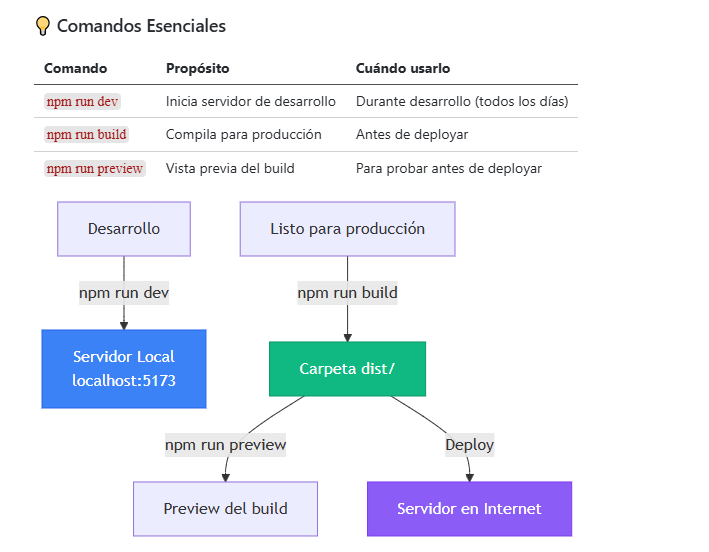 💡 Comandos Esenciales
Comando Propósito Cuándo usarlo
npm run dev Inicia servidor de desarrollo Durante desarrollo (todos los días)
npm run build Compila para producción Antes de deployar
npm run preview Vista previa del build Para probar antes de deployar
Desarrollo Listo para producción
npm run dev npm run build
Servidor Local
localhost:5173
Carpeta dist/
npm run preview Deploy
Preview del build Servidor en Internet